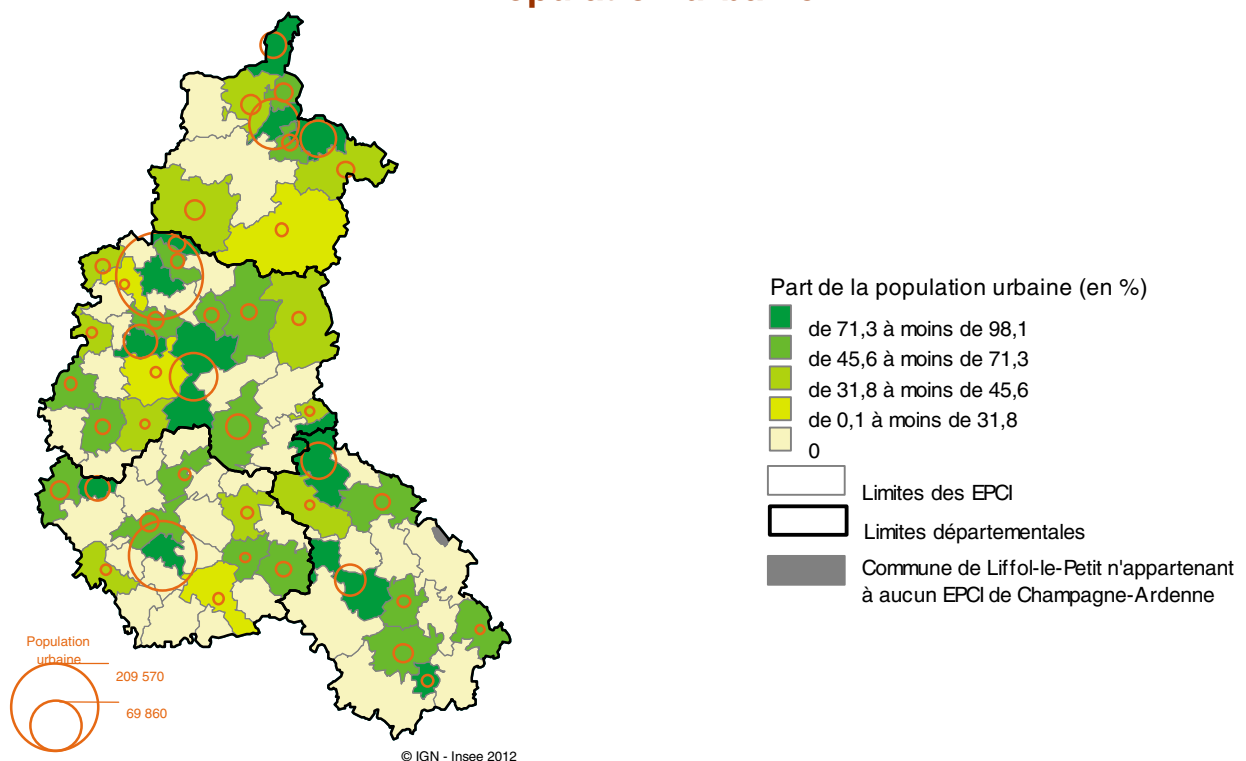 Part de la population urbaine (en %)
de 71,3 à moins de 98,1
de 45,6 à moins de 71,3
de 31,8 à moins de 45,6
de 0,1 à moins de 31,8
0
Limites des EPCI
Limites départementales
Commune de Liffol-le-Petit n'appartenant
à aucun EPCI de Champagne-Ardenne
Population
urbaine
209 570
69 860
© IGN - Insee 2012